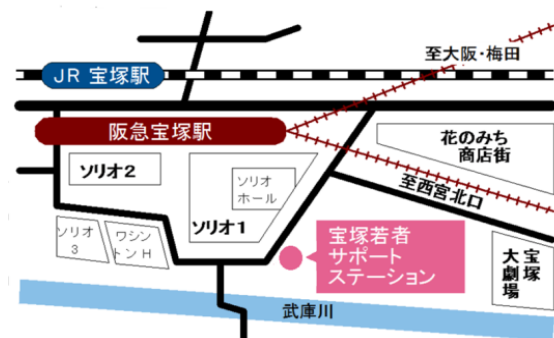 至大阪・梅田
JR 宝塚駅
阪急宝塚駅
花のみち
商店街
ソリオ2
ソリオ
ホール
ソリオ1
至西宮北口
ソリオ
3
ワシン
トンH
宝塚若者
サポート
ステーション
宝塚
大劇場
武庫川